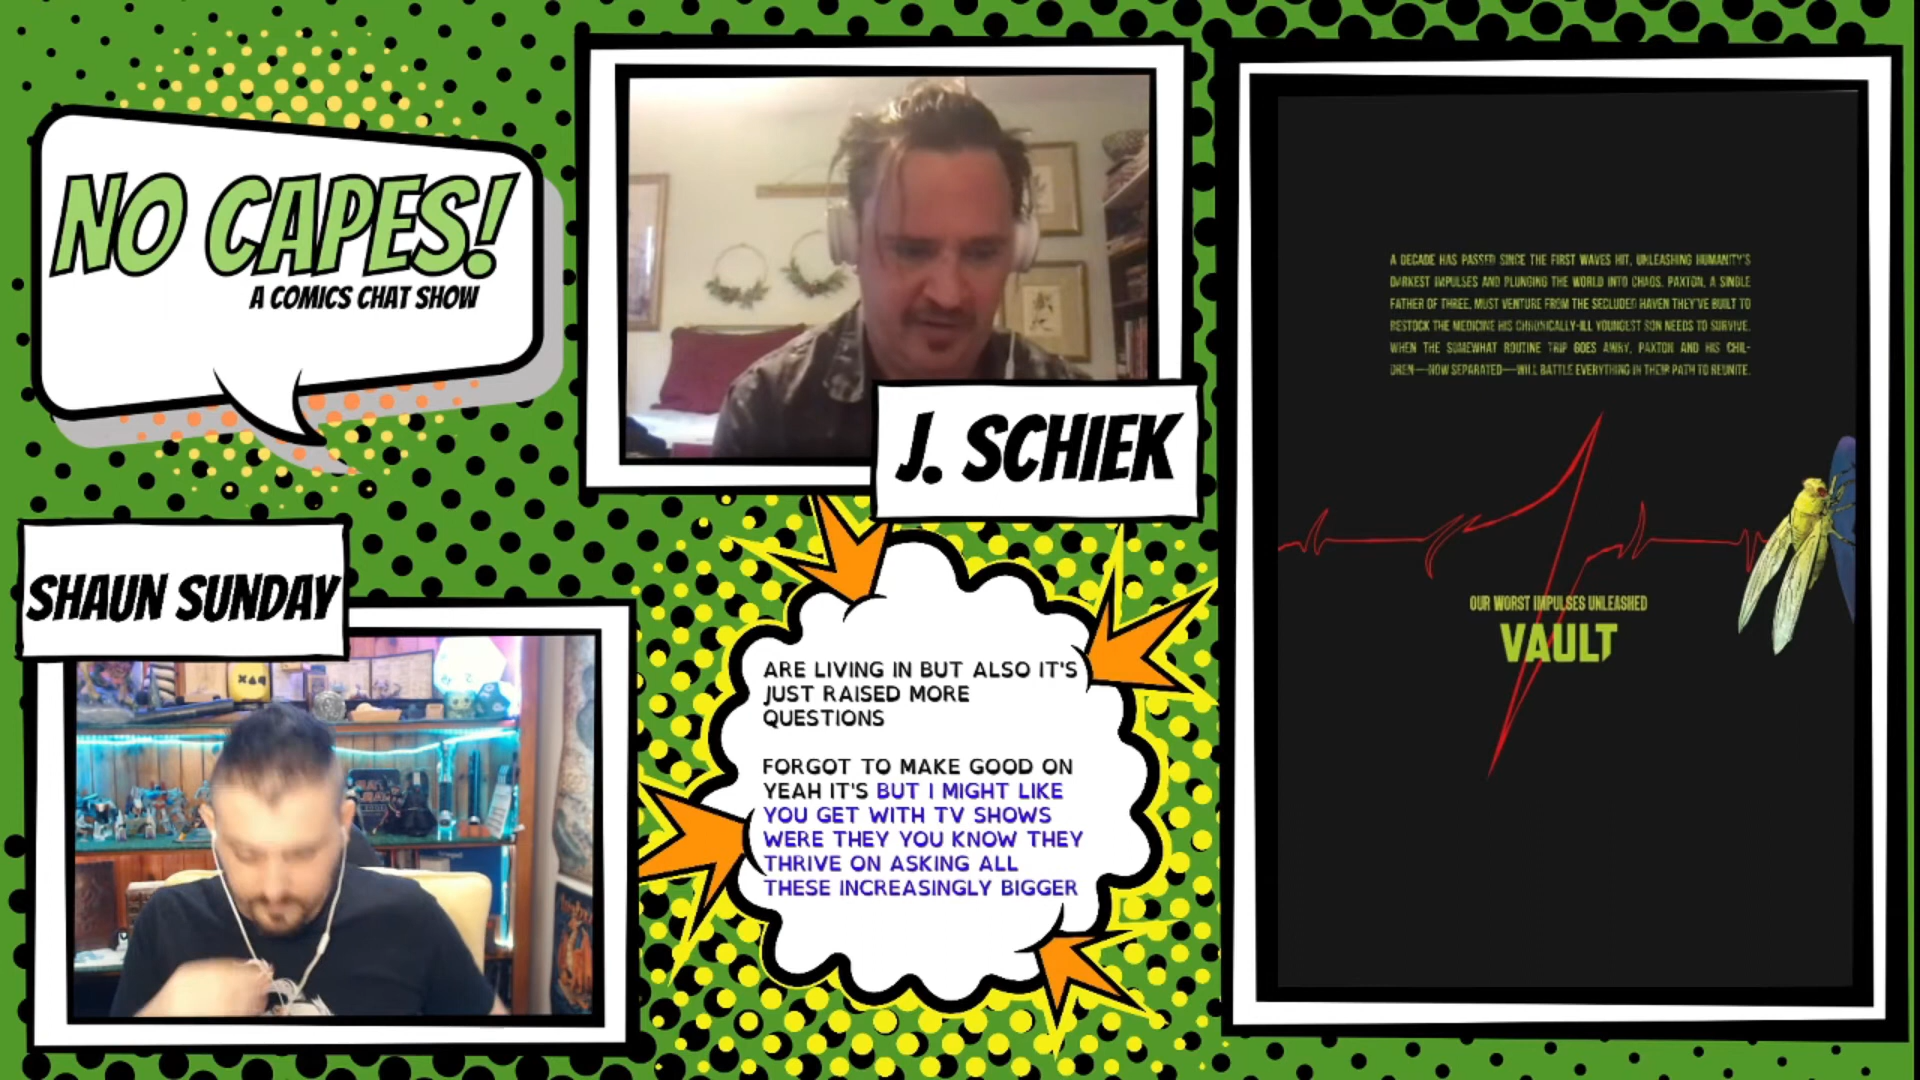 NO CAPES!
A COMICS CHAT SHOW
J. SCHIEK
SHAUN SUNDAY
ARE LIVING IN BUT ALSO IT'S
JUST RAISED MORE
QUESTIONS
FORGOT TO MAKE GOOD ON
YEAH IT'S BUT I MIGHT LIKE
YOU GET WITH TV SHOWS
WERE THEY YOU KNOW THEY
THRIVE ON ASKING ALL
THESE INCREASINGLY BIGGER
A DECADE HAS PASSED SINCE THE FIRST WAVES HIT, UNLEASHING HUMANITY'S
DARKEST IMPULSES AND PLUNGING THE WORLD INTO CHAOS. PAXTON, A SINGLE
FATHER OF THREE, MUST VENTURE FROM THE SECLUDED HAVEN THEY'VE BUILT TO
RESTOCK THE MEDICINE HIS CHRONICALLY-ILL YOUNGEST SON NEEDS TO SURVIVE.
WHEN THE SOMEWHAT ROUTINE TRIP GOES AWRY, PAXTON AND HIS CHIL-
DREN—NOW SEPARATED—WILL BATTLE EVERYTHING IN THEIR PATH TO REUNITE.
OUR WORST IMPULSES UNLEASHED
VAULT